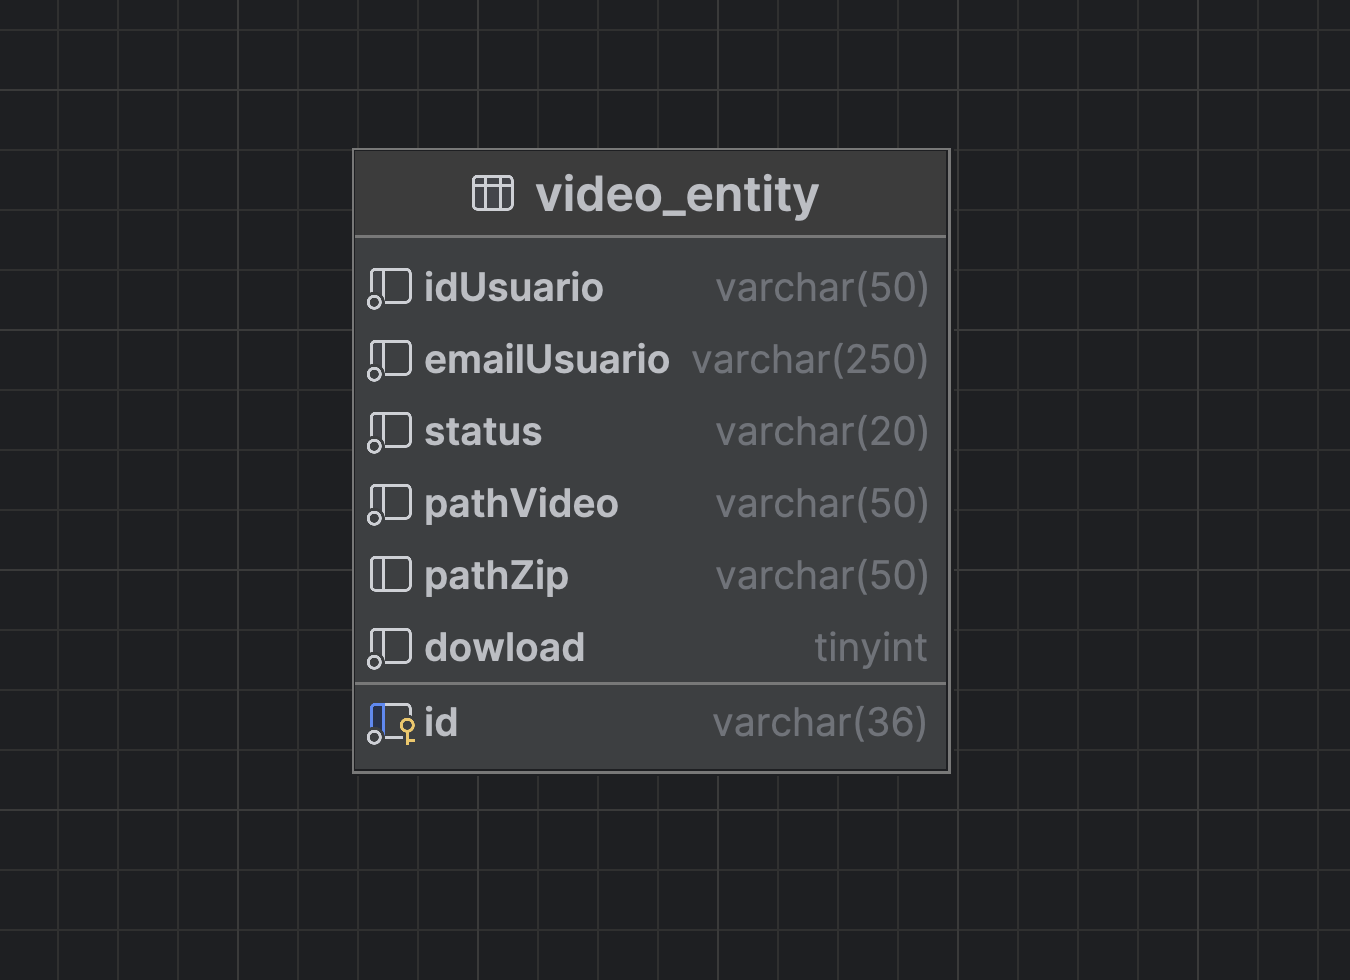 video_entity
idUsuario varchar(50)
emailUsuario varchar(250)
status varchar(20)
pathVideo varchar(50)
pathZip varchar(50)
dowload tinyint
id varchar(36)